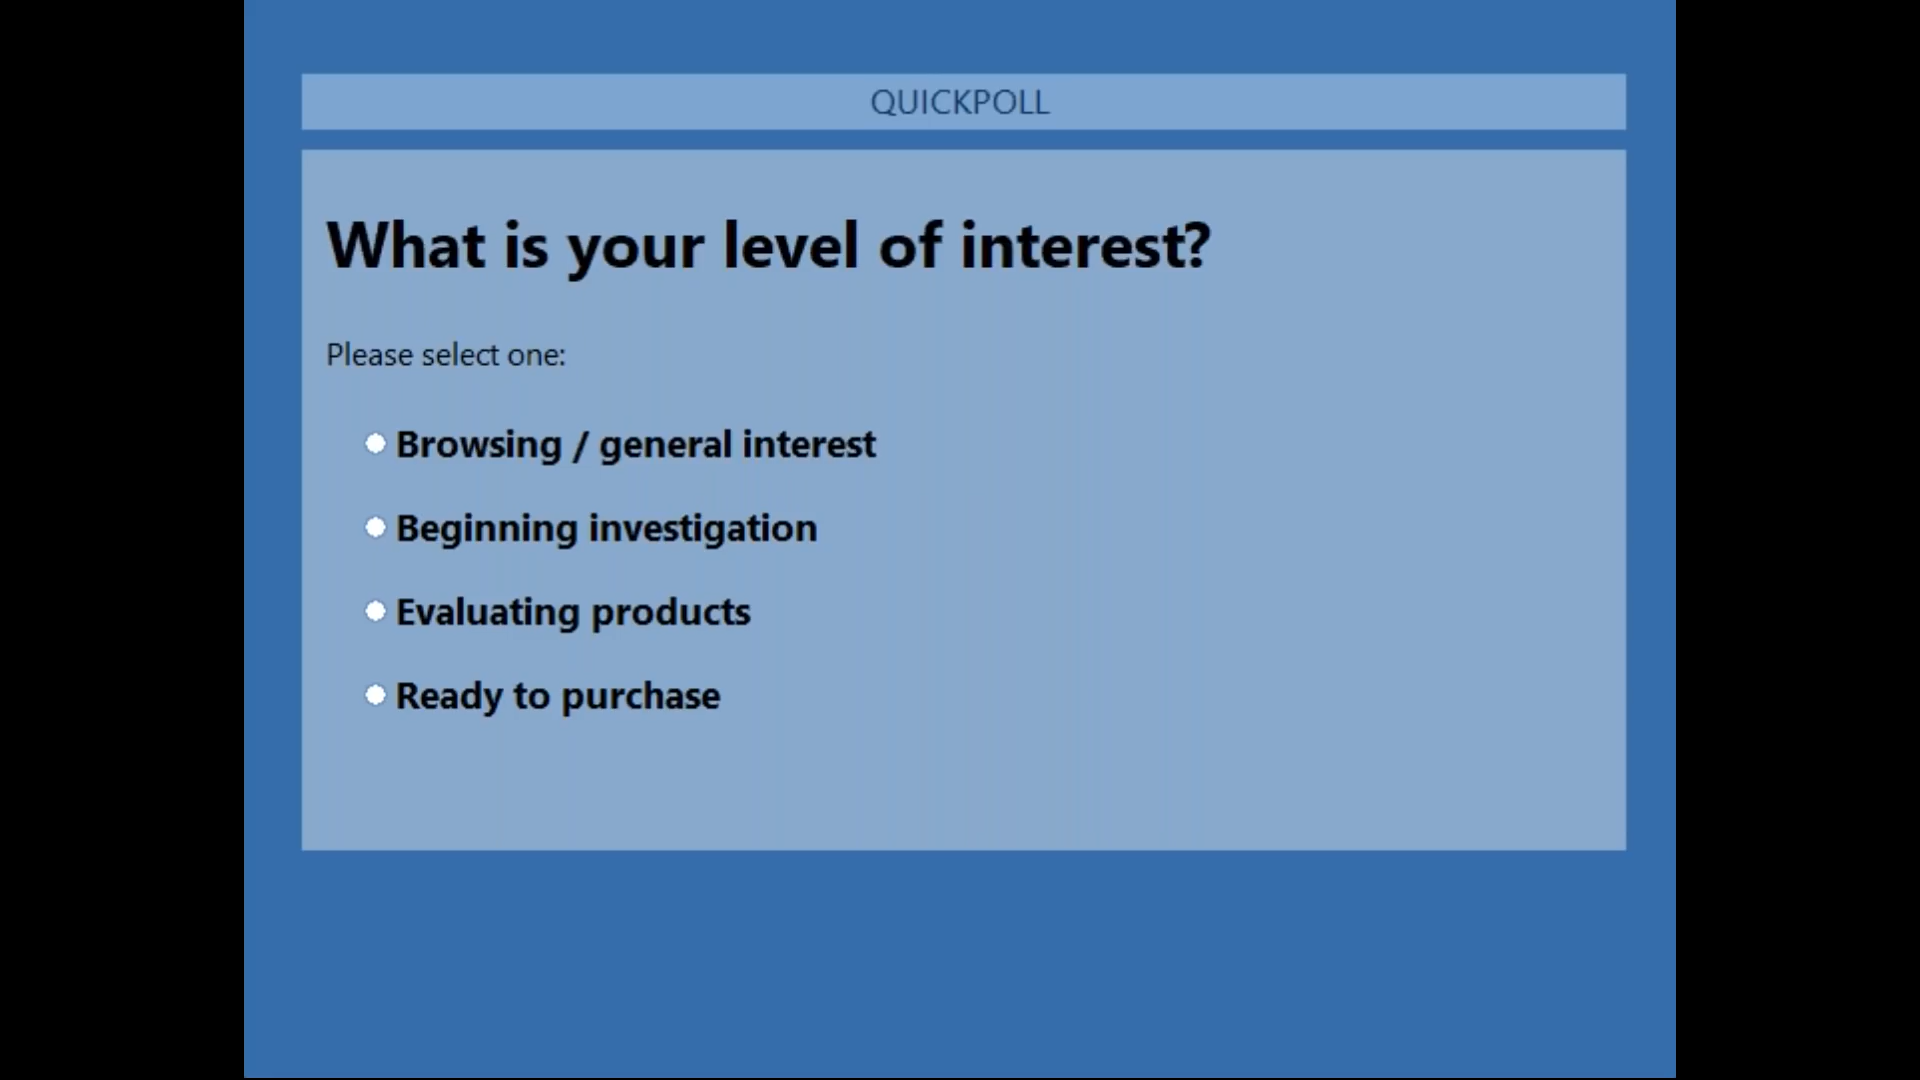 QUICKPOLL
What is your level of interest?
Please select one:
Browsing / general interest
Beginning investigation
Evaluating products
Ready to purchase